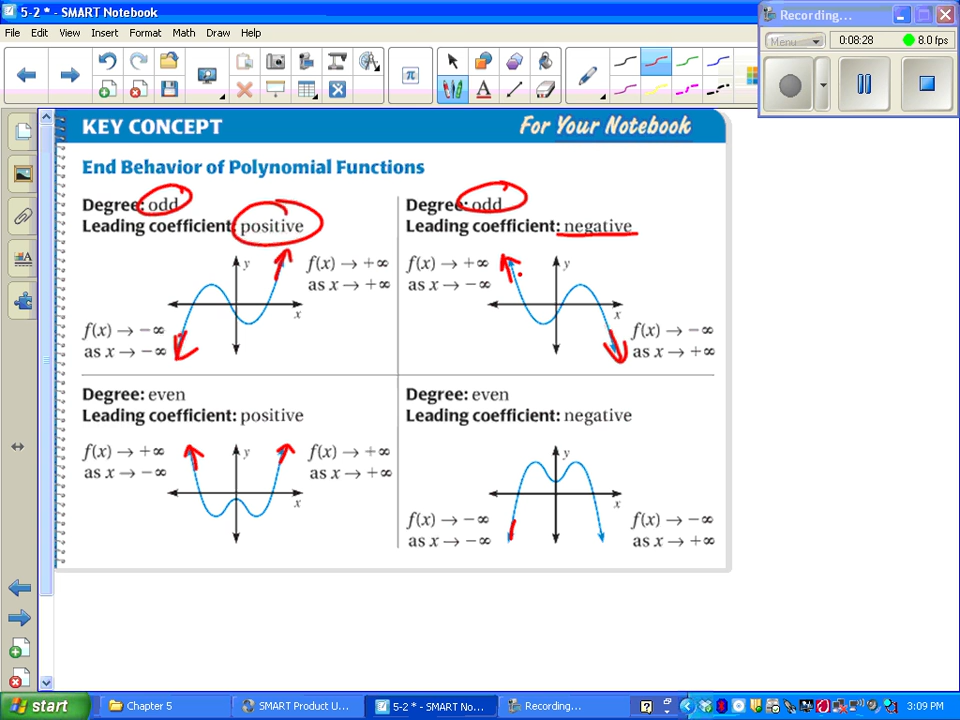 5-2 * - SMART Notebook
Recording...
File Edit View Insert Format Math Draw Help
Menu
0:08:28
8.0 fps
π
A
KEY CONCEPT
For Your Notebook
End Behavior of Polynomial Functions
Degree: odd
Leading coefficient: positive
y
f(x) → +∞
as x → +∞
x
f(x) → −∞
as x → −∞
Degree: odd
Leading coefficient: negative
f(x) → +∞
as x → −∞
y
x
f(x) → −∞
as x → +∞
Degree: even
Leading coefficient: positive
f(x) → +∞
as x → −∞
y
f(x) → +∞
as x → +∞
x
Degree: even
Leading coefficient: negative
y
x
f(x) → −∞
as x → −∞
f(x) → −∞
as x → +∞
start
Chapter 5
SMART Product U...
5-2 * - SMART No...
Recording...
3:09 PM